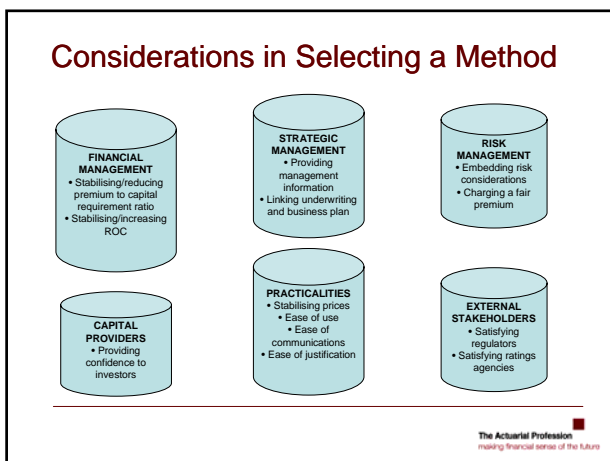 Considerations in Selecting a Method
FINANCIAL
MANAGEMENT
• Stabilising/reducing
premium to capital
requirement ratio
• Stabilising/increasing
ROC
STRATEGIC
MANAGEMENT
• Providing
management
information
• Linking underwriting
and business plan
RISK
MANAGEMENT
• Embedding risk
considerations
• Charging a fair
premium
CAPITAL
PROVIDERS
• Providing
confidence to
investors
PRACTICALITIES
• Stabilising prices
• Ease of use
• Ease of
communications
• Ease of justification
EXTERNAL
STAKEHOLDERS
• Satisfying
regulators
• Satisfying ratings
agencies
The Actuarial Profession
making financial sense of the future